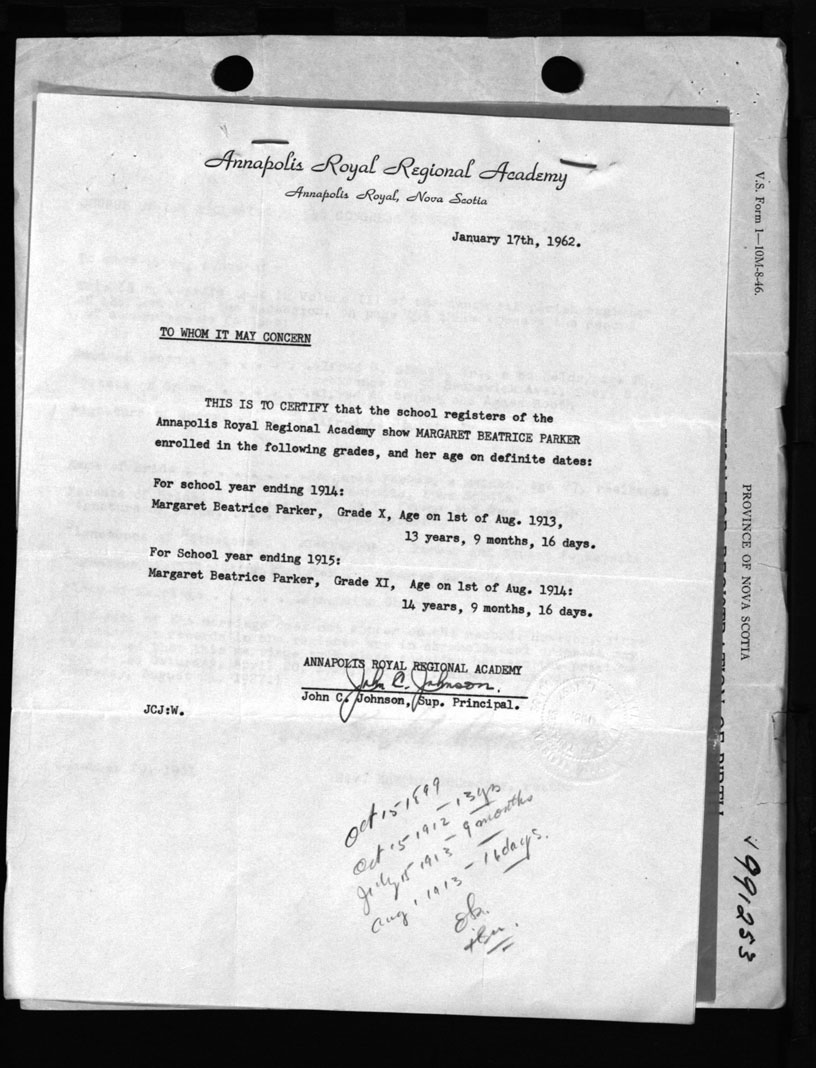 Annapolis Royal Regional Academy
Annapolis Royal, Nova Scotia
January 17th, 1962.
TO WHOM IT MAY CONCERN
THIS IS TO CERTIFY that the school registers of the
Annapolis Royal Regional Academy show MARGARET BEATRICE PARKER
enrolled in the following grades, and her age on definite dates:
For school year ending 1914:
Margaret Beatrice Parker, Grade X, Age on 1st of Aug. 1913,
13 years, 9 months, 16 days.
For School year ending 1915:
Margaret Beatrice Parker, Grade XI, Age on 1st of Aug. 1914:
14 years, 9 months, 16 days.
ANNAPOLIS ROYAL REGIONAL ACADEMY
John C. Johnson.
John C. Johnson, Sup. Principal.
JCJ:W.
Oct 15-1899
Oct 15-1912 - 13 yrs
July 15 1913 - 9 months
Aug 1 1913 - 16 days.
Ok.
V.S. Form 1—10M-8-46.
PROVINCE OF NOVA SCOTIA
REGISTRATION OF BIRTH
991253